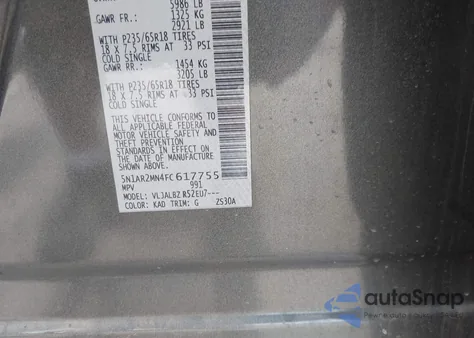 5986 LB
GAWR FR.: 1325 KG
2921 LB
WITH P235/65R18 TIRES
18 X 7.5 RIMS AT 33 PSI
COLD SINGLE
GAWR RR.: 1454 KG
3205 LB
WITH P235/65R18 TIRES
18 X 7.5 RIMS AT 33 PSI
COLD SINGLE
THIS VEHICLE CONFORMS TO
ALL APPLICABLE FEDERAL
MOTOR VEHICLE SAFETY
AND THEFT PREVENTION
STANDARDS IN EFFECT ON
THE DATE OF MANUFACTURE
SHOWN ABOVE.
5N1AR2MN4FC617755
MPV 991
MODEL: VLJALBZ R52EU7---
COLOR: KAD TRIM: G ZS30A
autoSnap